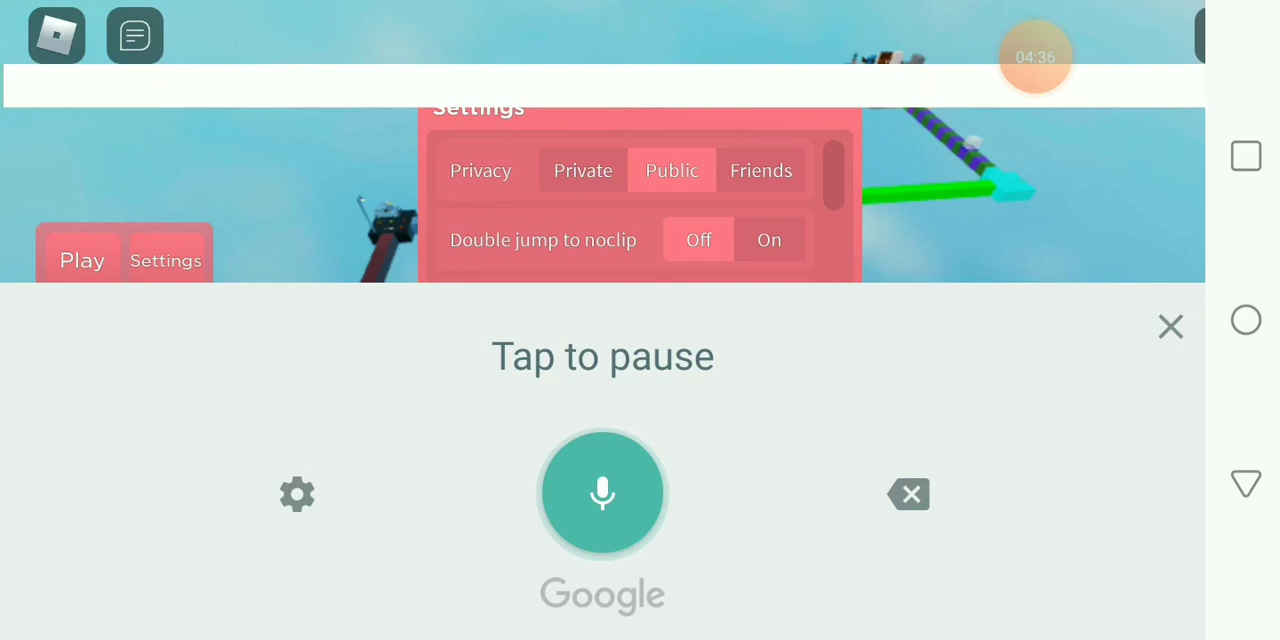 04:36
Settings
Privacy Private Public Friends
Double jump to noclip Off On
Play Settings
Tap to pause
Google